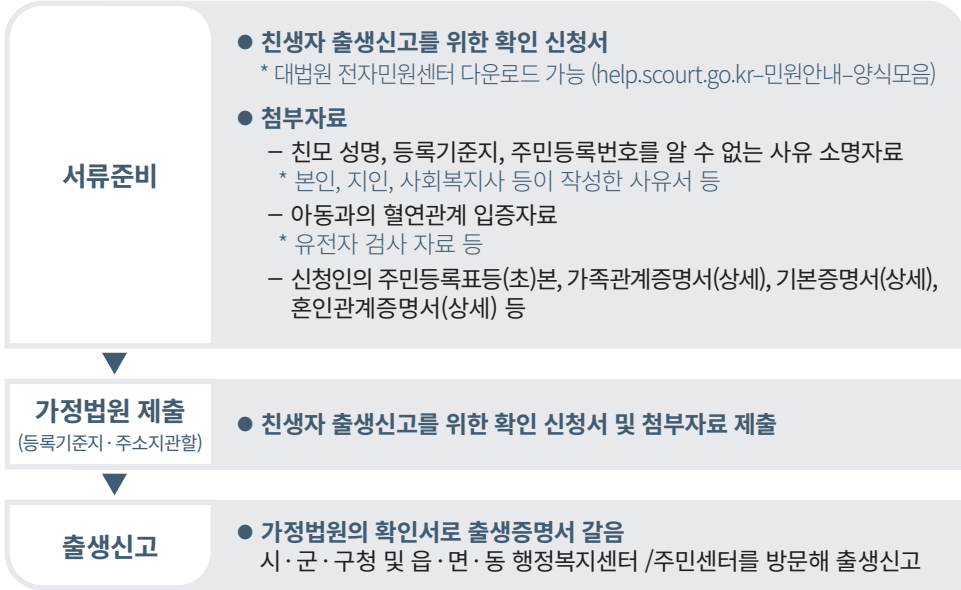 서류준비
● 친생자 출생신고를 위한 확인 신청서
* 대법원 전자민원센터 다운로드 가능 (help.scourt.go.kr–민원안내–양식모음)
● 첨부자료
– 친모 성명, 등록기준지, 주민등록번호를 알 수 없는 사유 소명자료
* 본인, 지인, 사회복지사 등이 작성한 사유서 등
– 아동과의 혈연관계 입증자료
* 유전자 검사 자료 등
– 신청인의 주민등록표등(초)본, 가족관계증명서(상세), 기본증명서(상세),
혼인관계증명서(상세) 등
가정법원 제출
(등록기준지·주소지관할)
● 친생자 출생신고를 위한 확인 신청서 및 첨부자료 제출
출생신고
● 가정법원의 확인서로 출생증명서 갈음
시·군·구청 및 읍·면·동 행정복지센터 /주민센터를 방문해 출생신고